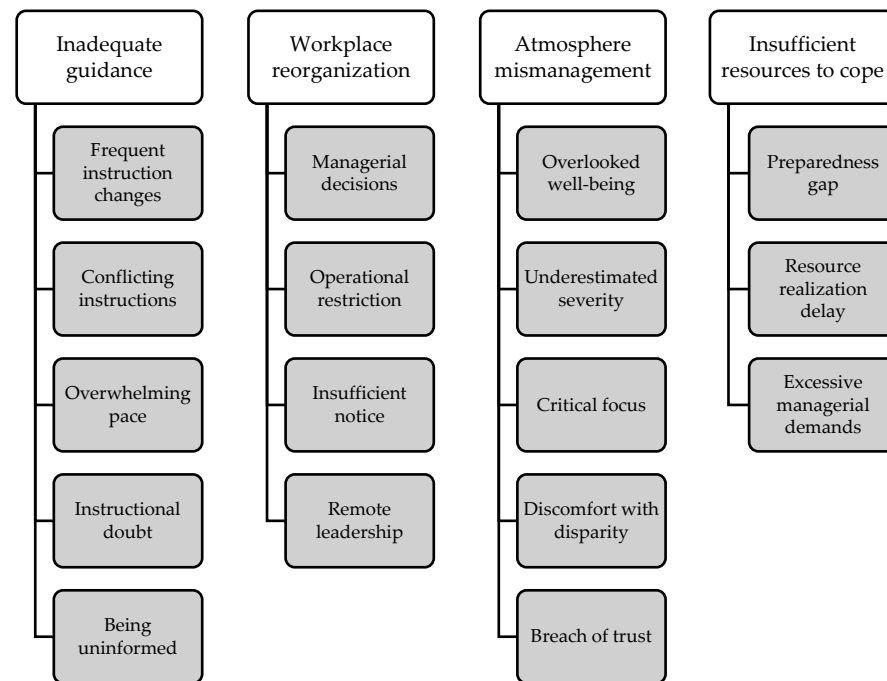 Inadequate
guidance
Frequent
instruction
changes
Conflicting
instructions
Overwhelming
pace
Instructional
doubt
Being
uninformed
Workplace
reorganization
Managerial
decisions
Operational
restriction
Insufficient
notice
Remote
leadership
Atmosphere
mismanagement
Overlooked
well-being
Underestimated
severity
Critical focus
Discomfort with
disparity
Breach of trust
Insufficient
resources to cope
Preparedness
gap
Resource
realization
delay
Excessive
managerial
demands